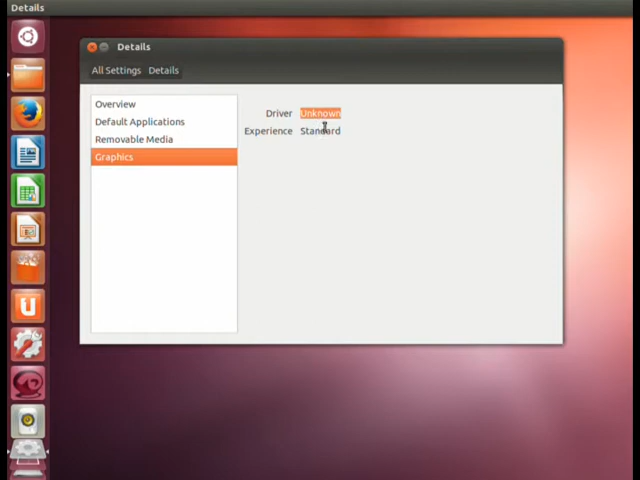 Details
Details
All Settings Details
Overview
Default Applications
Removable Media
Graphics
Driver Unknown
Experience Standard